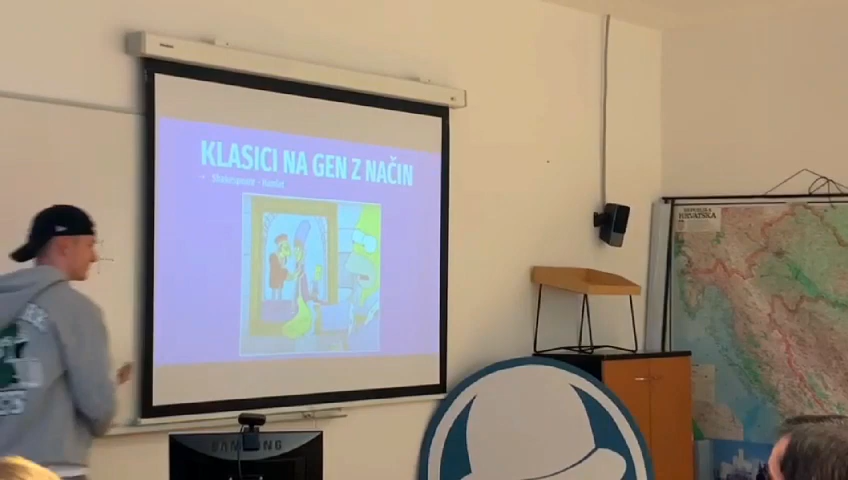 KLASICI NA GEN Z NAČIN
Shakespeare - Hamlet
REPUBLIKA
HRVATSKA
SAMSUNG